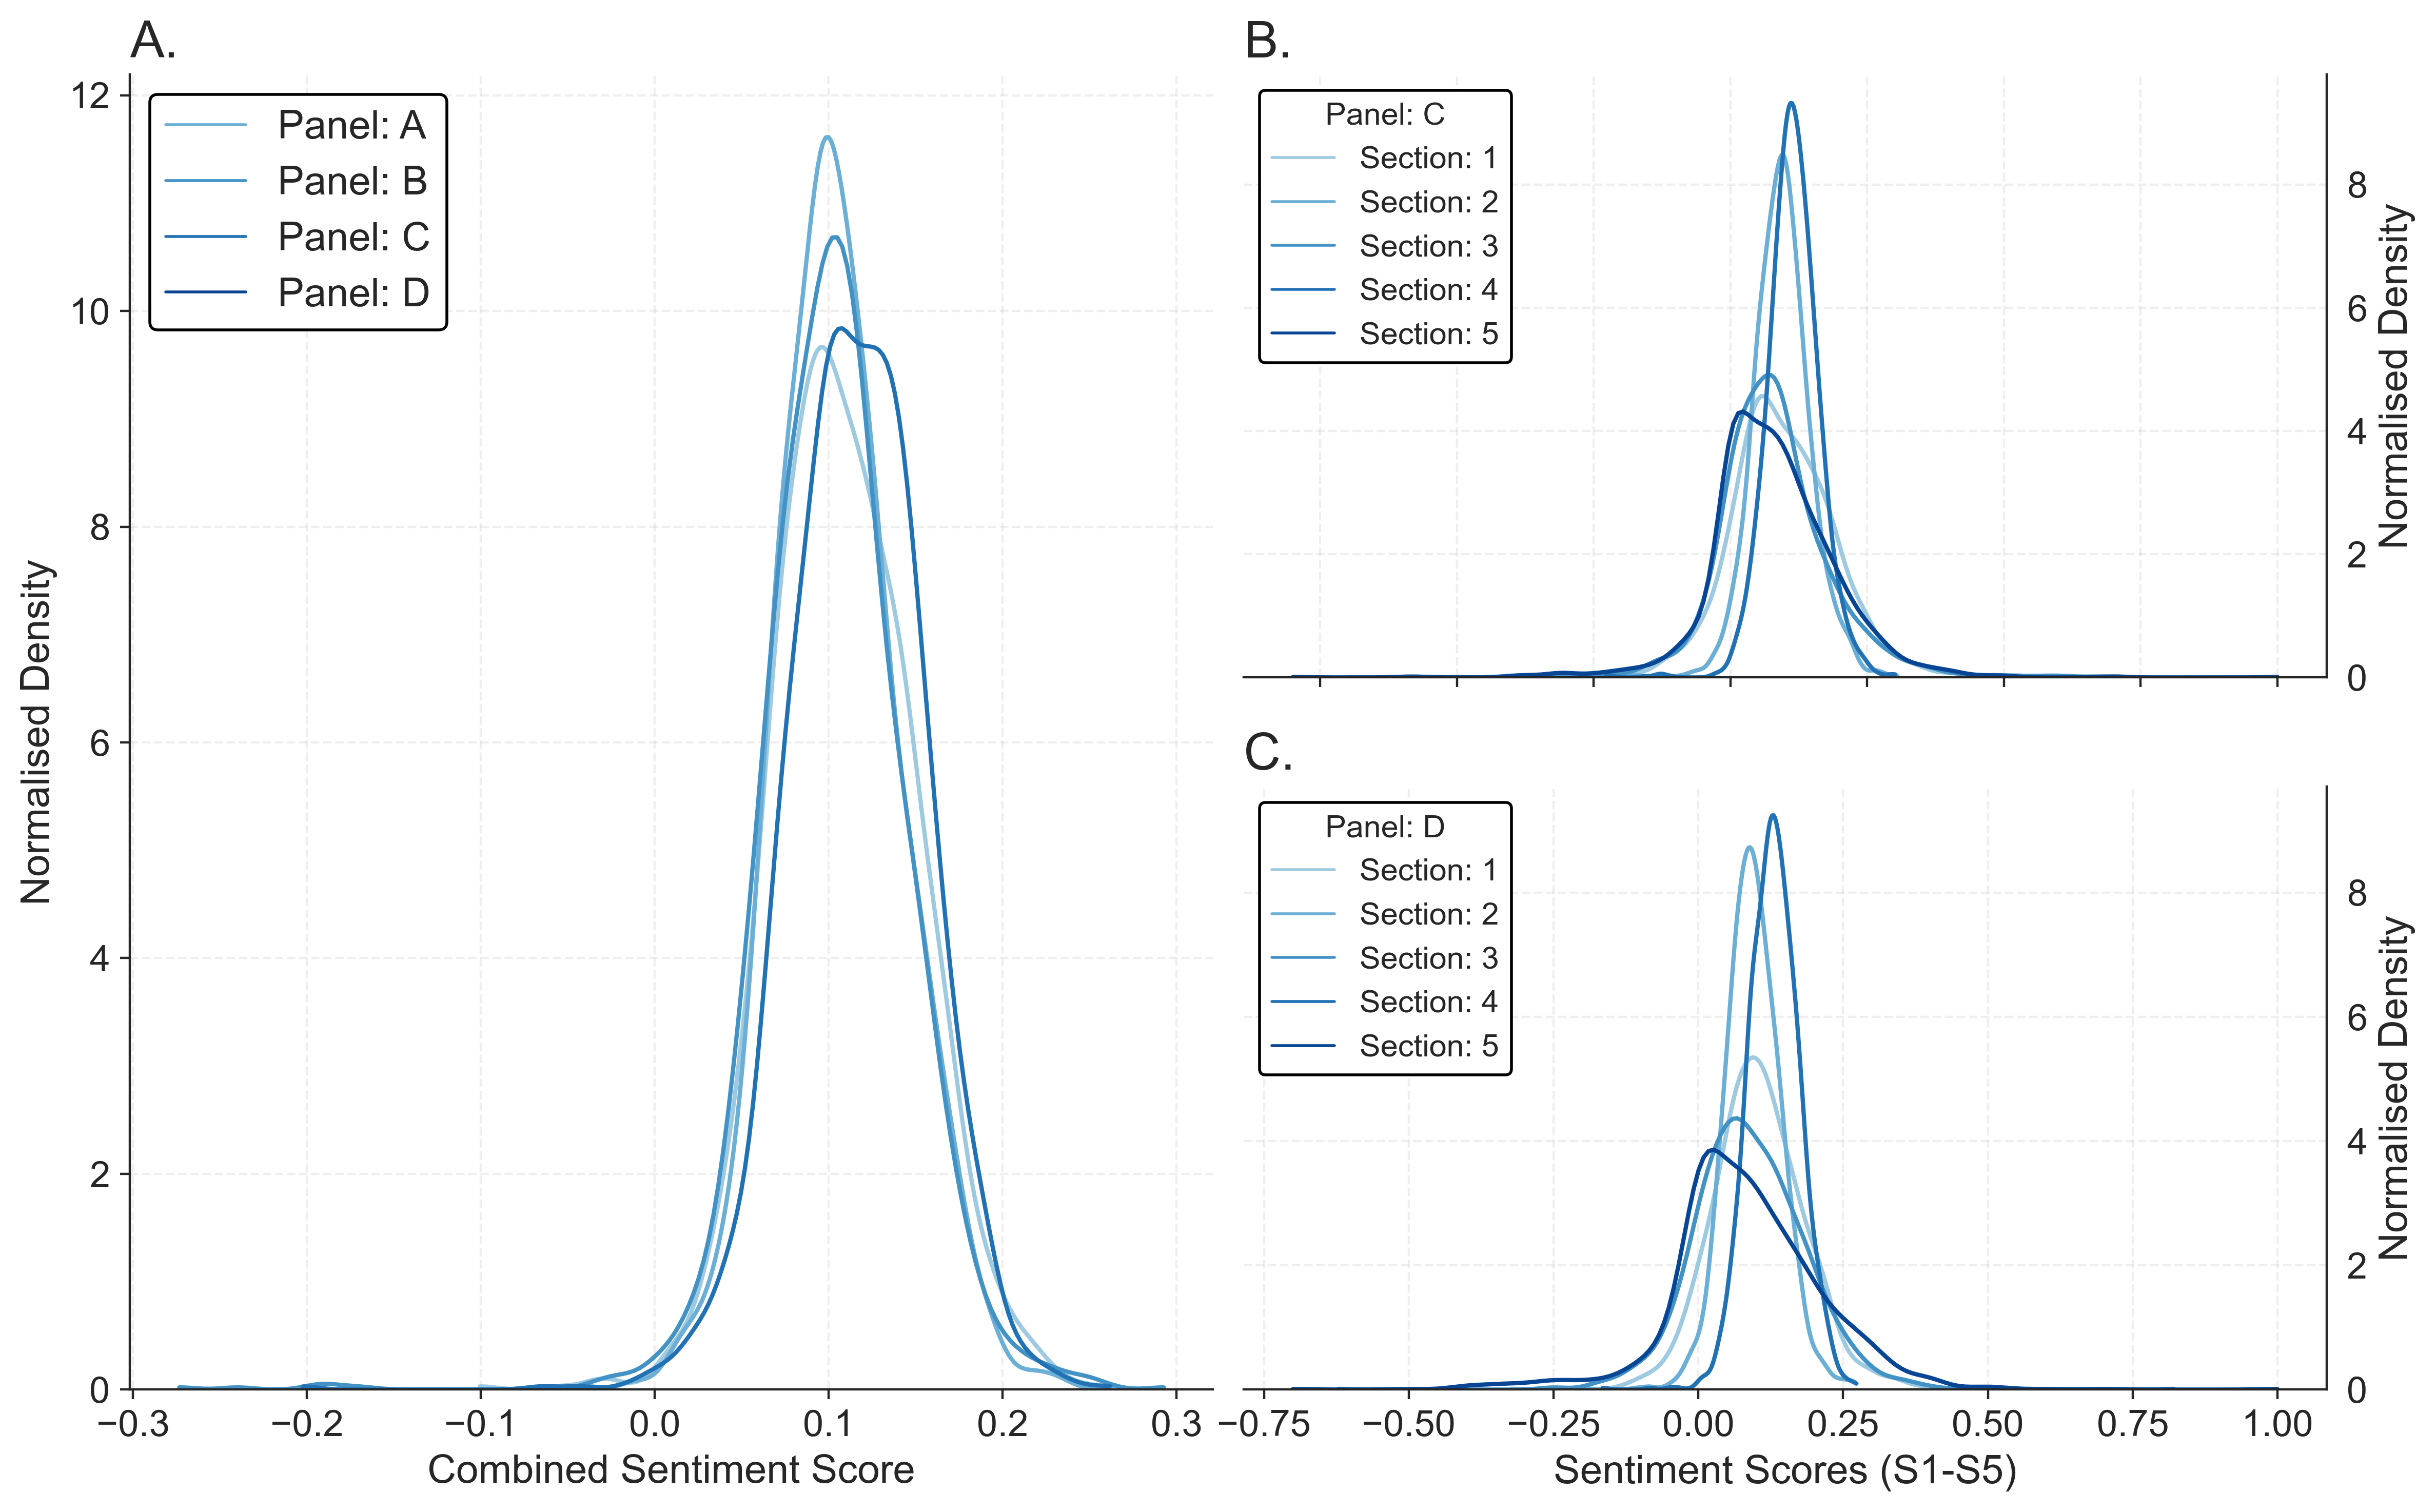 A.
12
10
8
6
4
2
0
Normalised Density
Panel: A
Panel: B
Panel: C
Panel: D
−0.3 −0.2 −0.1 0.0 0.1 0.2 0.3
Combined Sentiment Score
B.
Panel: C
Section: 1
Section: 2
Section: 3
Section: 4
Section: 5
8
6
4
2
0
Normalised Density
C.
Panel: D
Section: 1
Section: 2
Section: 3
Section: 4
Section: 5
8
6
4
2
0
Normalised Density
−0.75 −0.50 −0.25 0.00 0.25 0.50 0.75 1.00
Sentiment Scores (S1-S5)